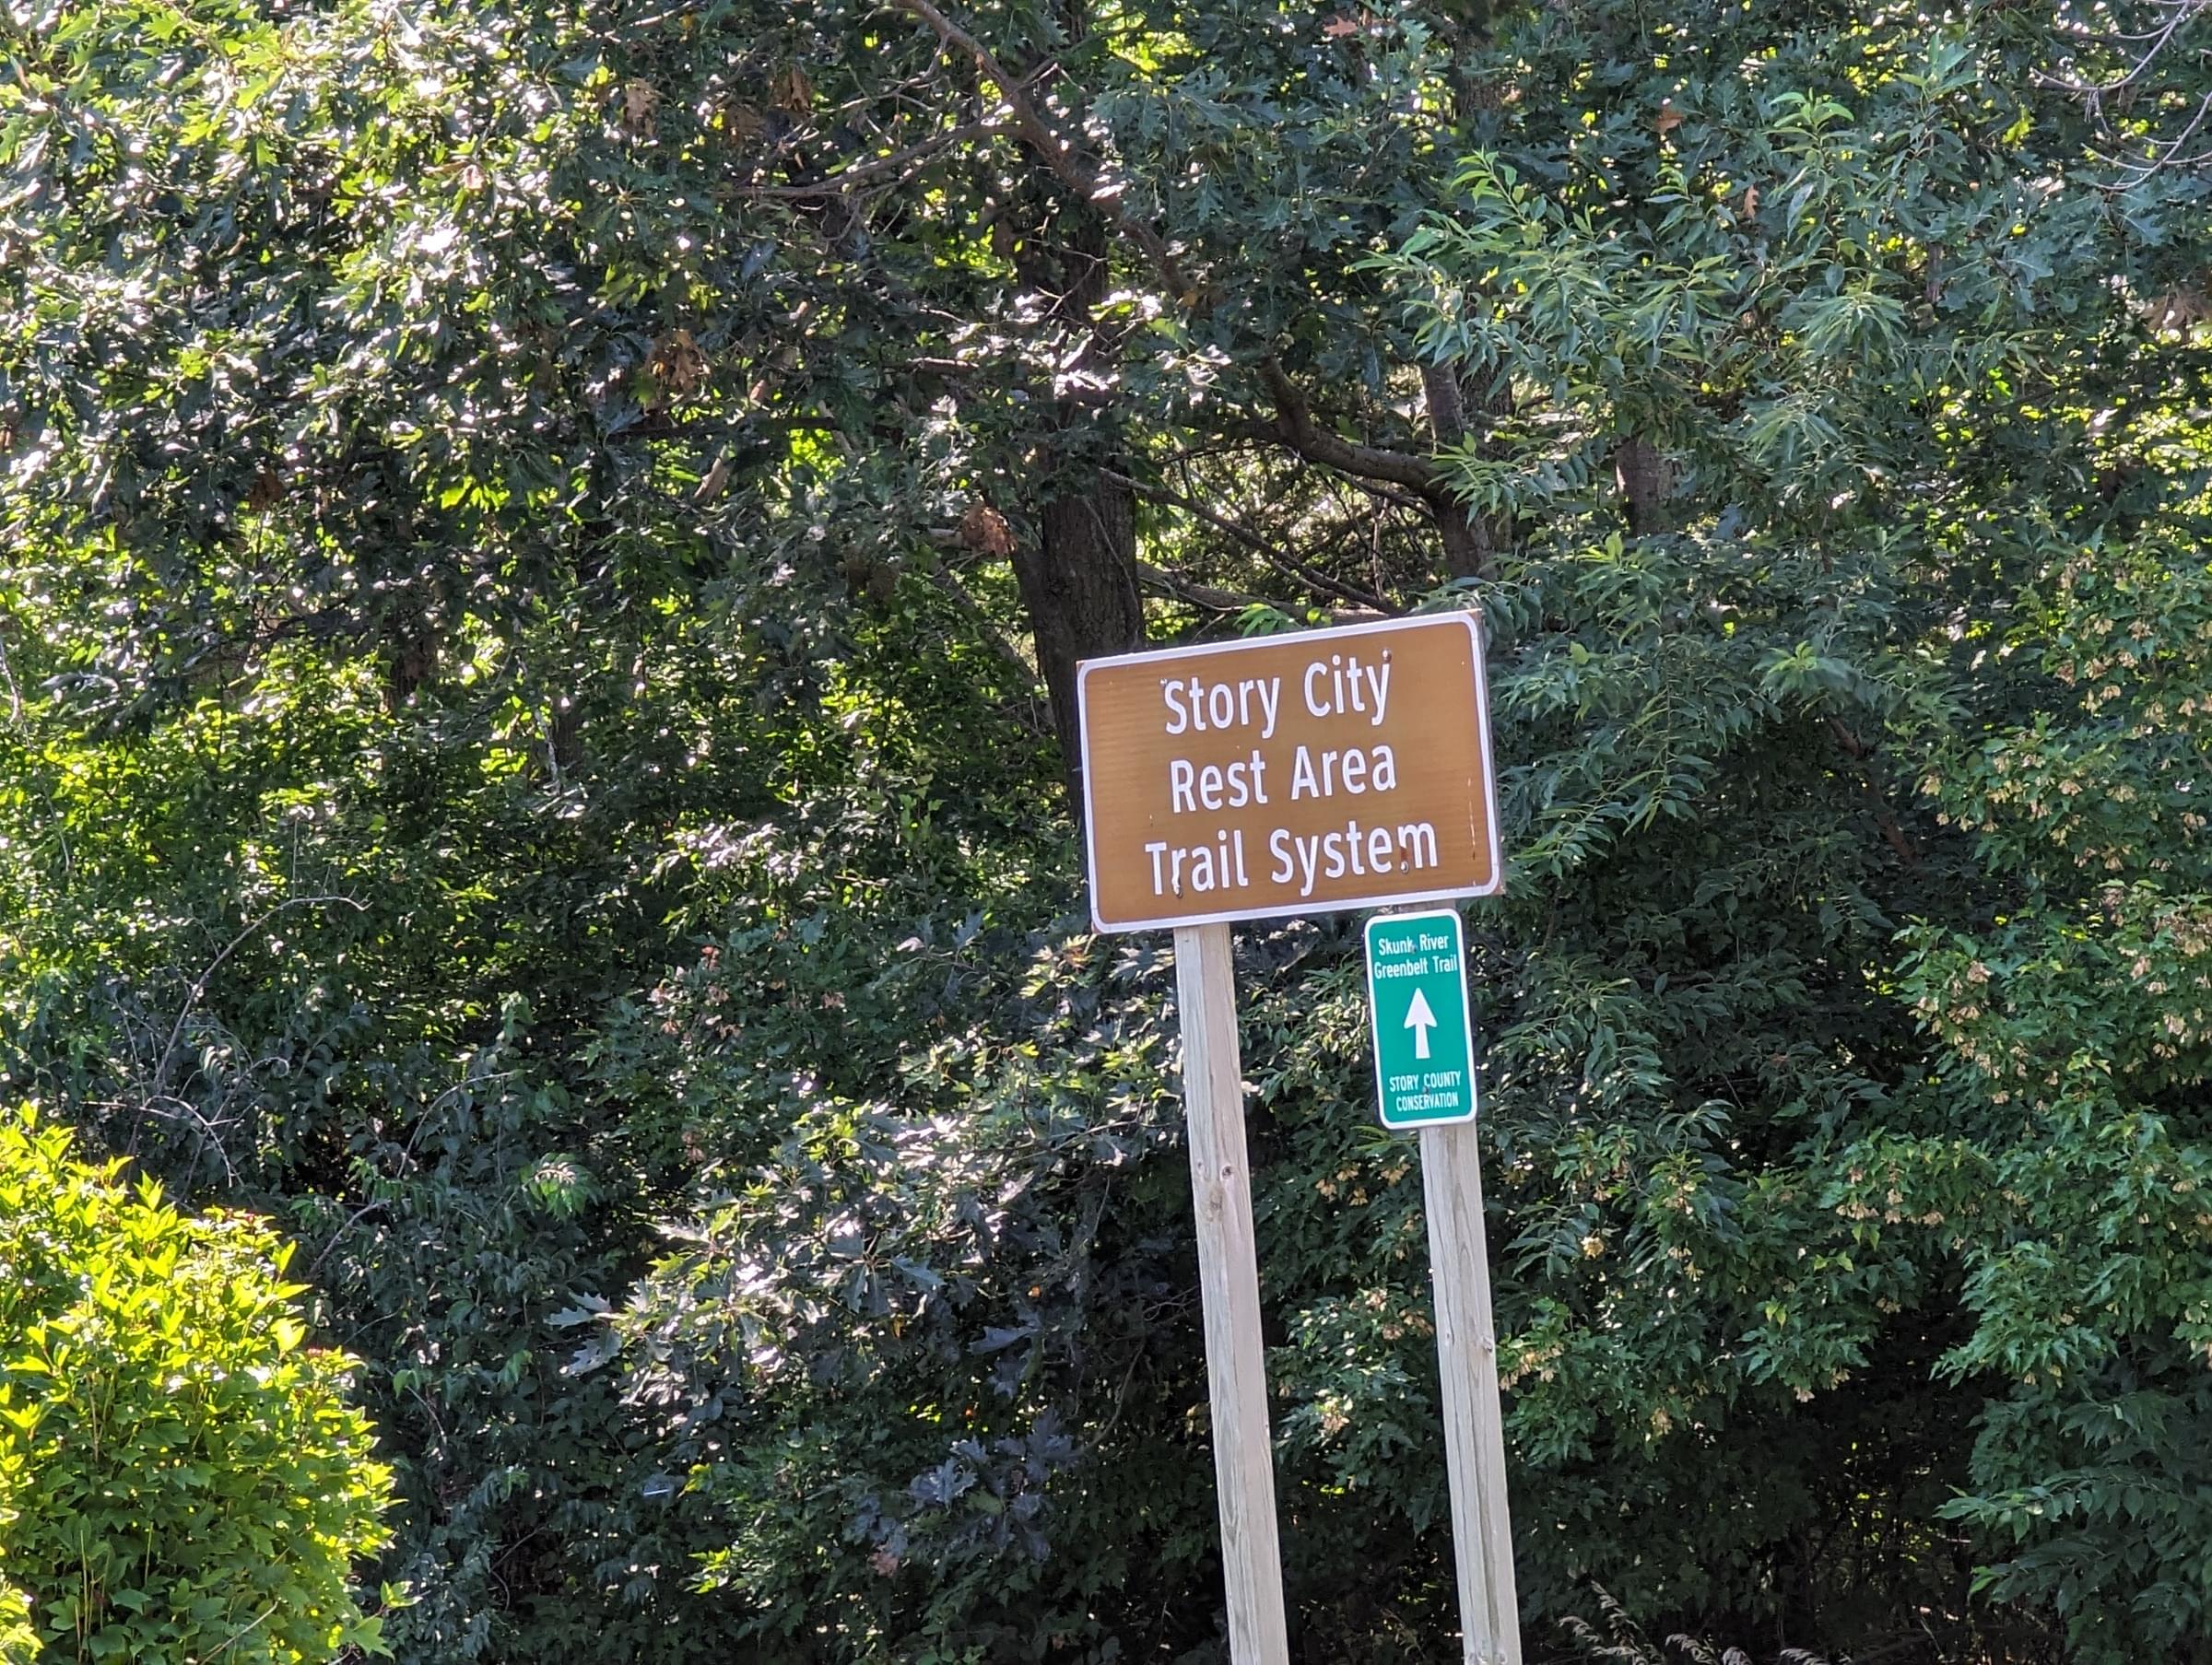 Story City
Rest Area
Trail System
Skunk River
Greenbelt Trail
STORY COUNTY
CONSERVATION